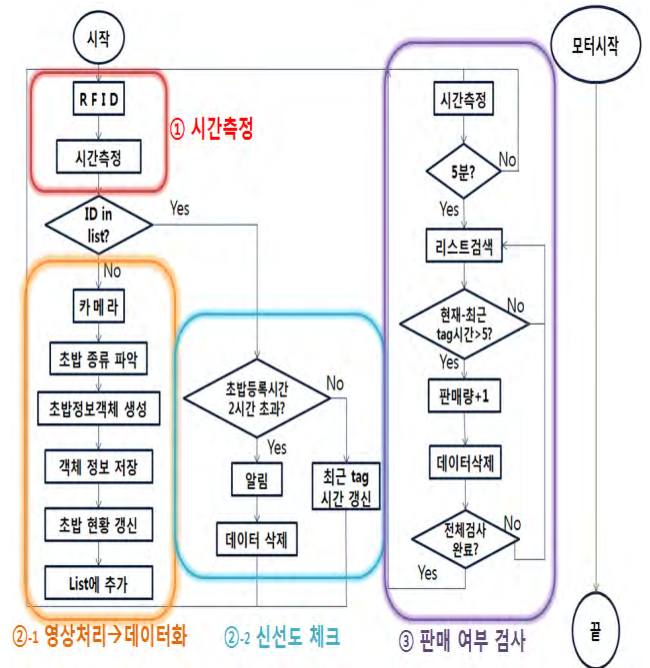 시작
RFID
시간측정
① 시간측정
ID in
list?
Yes
No
카메라
초밥 종류 파악
초밥정보객체 생성
객체 정보 저장
초밥 현황 갱신
List에 추가
②-1 영상처리→데이터화
초밥등록시간
2시간 초과?
No
Yes
알림
데이터 삭제
최근 tag
시간 갱신
②-2 신선도 체크
시간측정
5분?
No
Yes
리스트검색
현재-최근
tag시간>5?
No
Yes
판매량+1
데이터삭제
전체검사
완료?
No
Yes
③ 판매 여부 검사
모터시작
끝